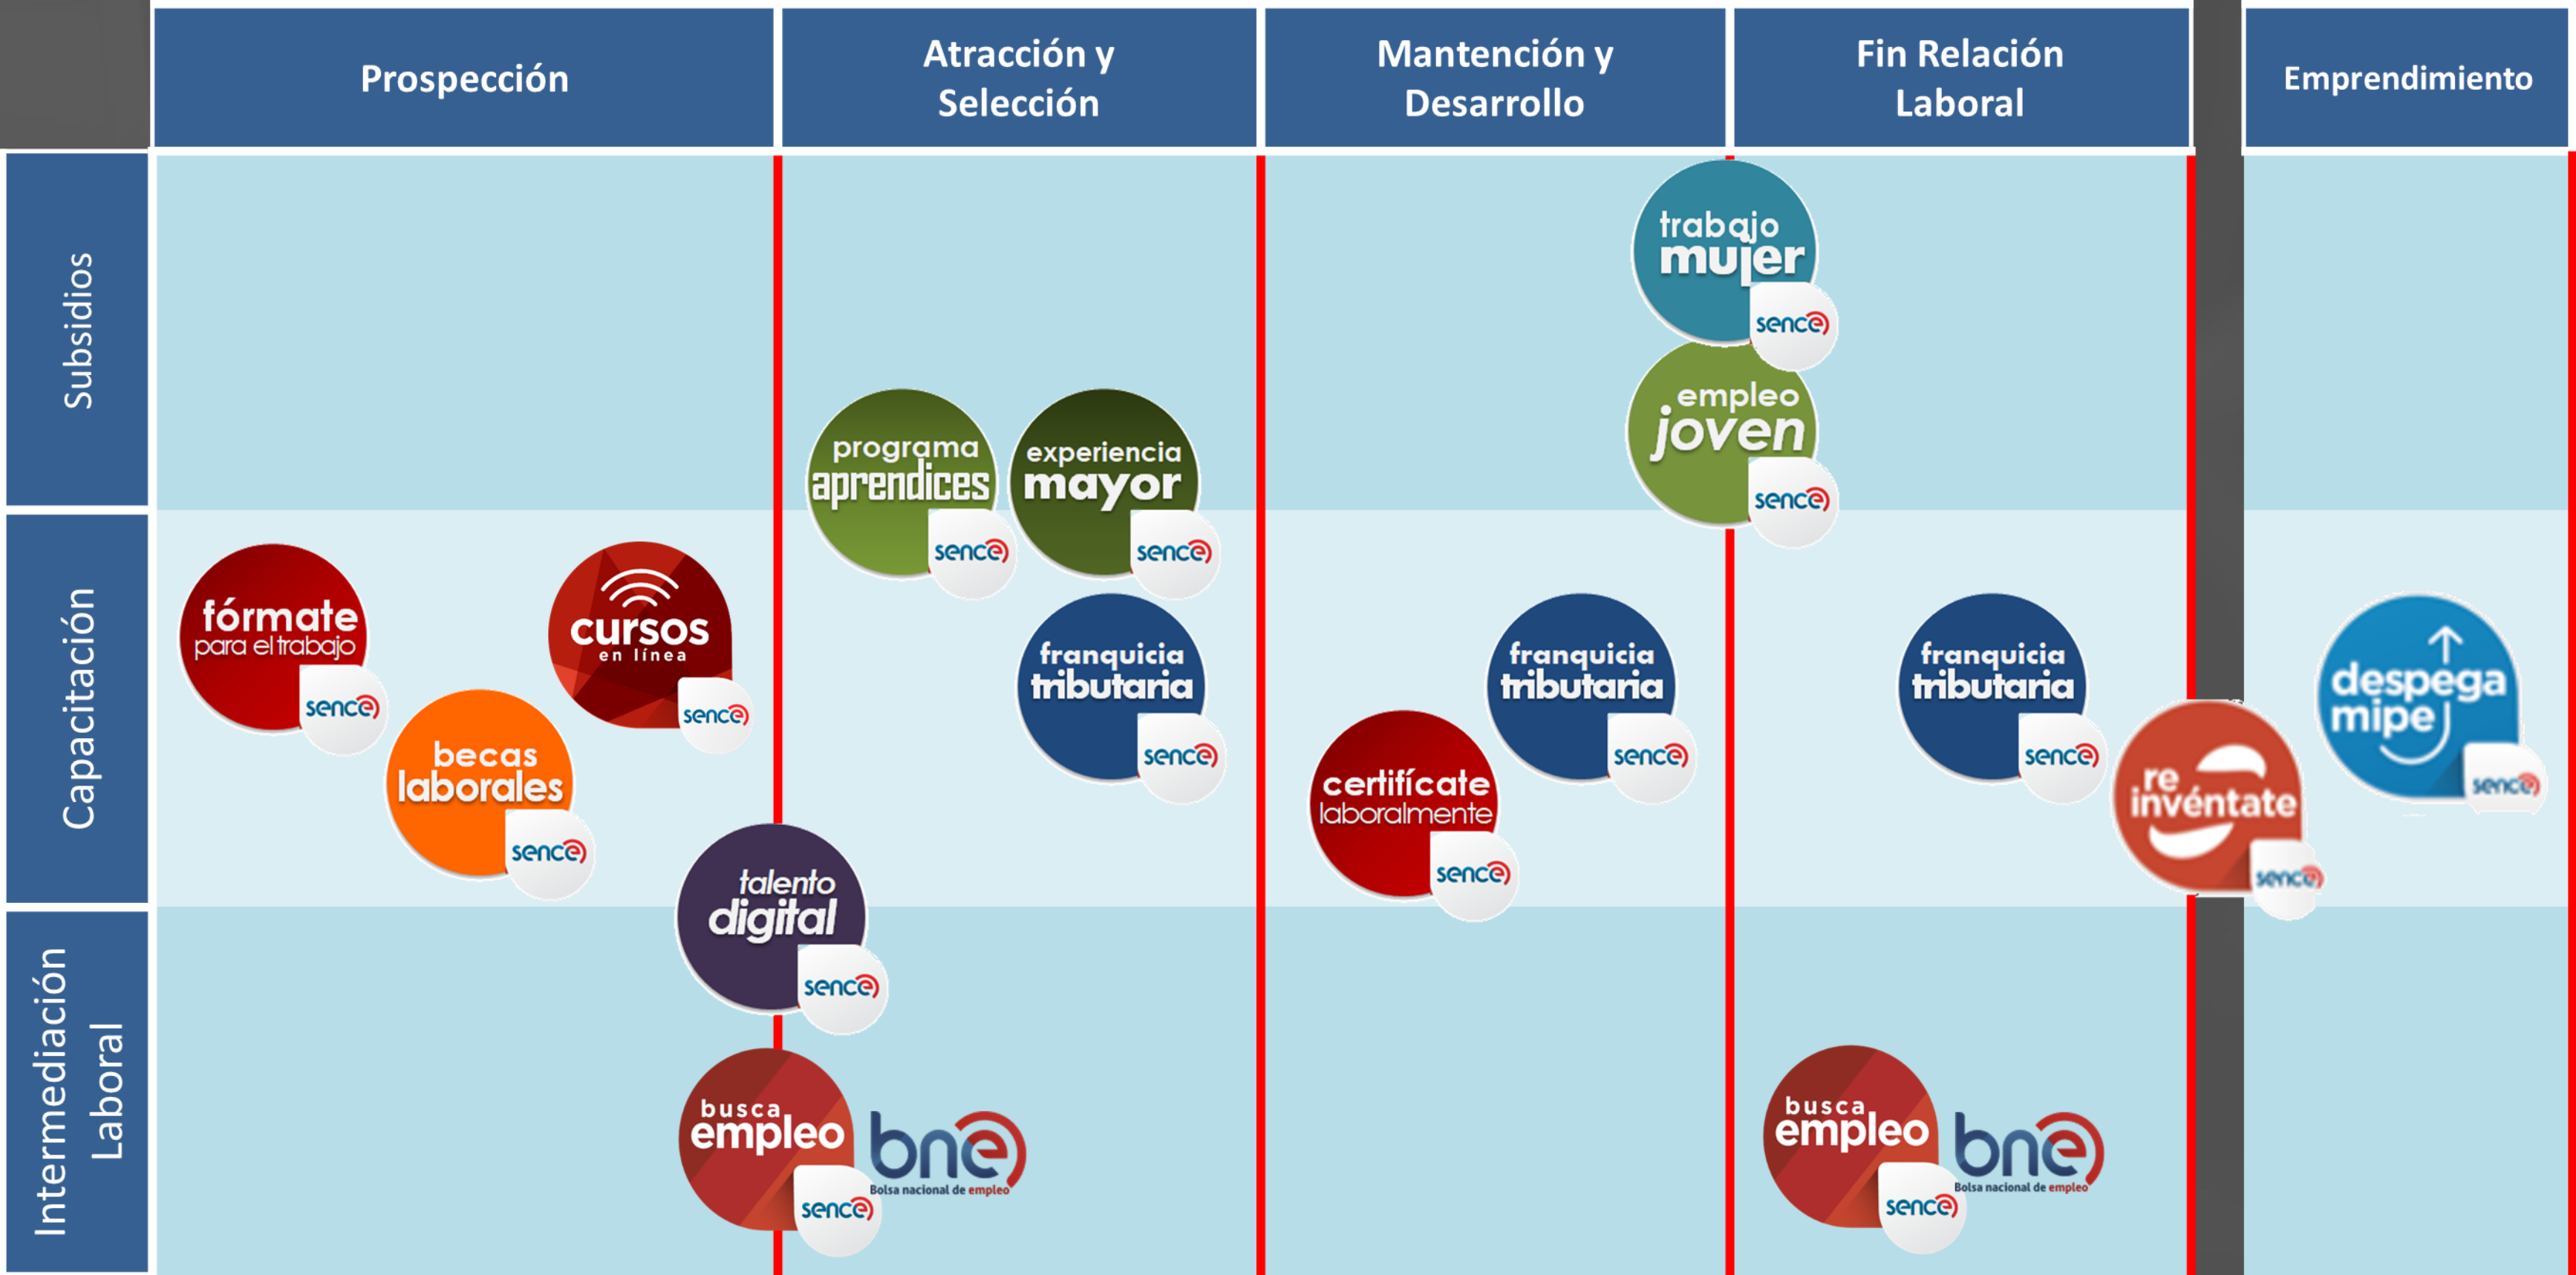 Prospección
Atracción y
Selección
Mantención y
Desarrollo
Fin Relación
Laboral
Emprendimiento
Subsidios
trabajo
mujer
sence
empleo
joven
sence
programa
aprendices
sence
experiencia
mayor
sence
Capacitación
fórmate
para el trabajo
sence
becas
laborales
sence
cursos
en línea
sence
franquicia
tributaria
sence
certifícate
laboralmente
sence
franquicia
tributaria
sence
franquicia
tributaria
sence
re
invéntate
sence
despega
mipe
sence
talento
digital
sence
Intermediación
Laboral
busca
empleo
sence
bne
Bolsa nacional de empleo
busca
empleo
sence
bne
Bolsa nacional de empleo